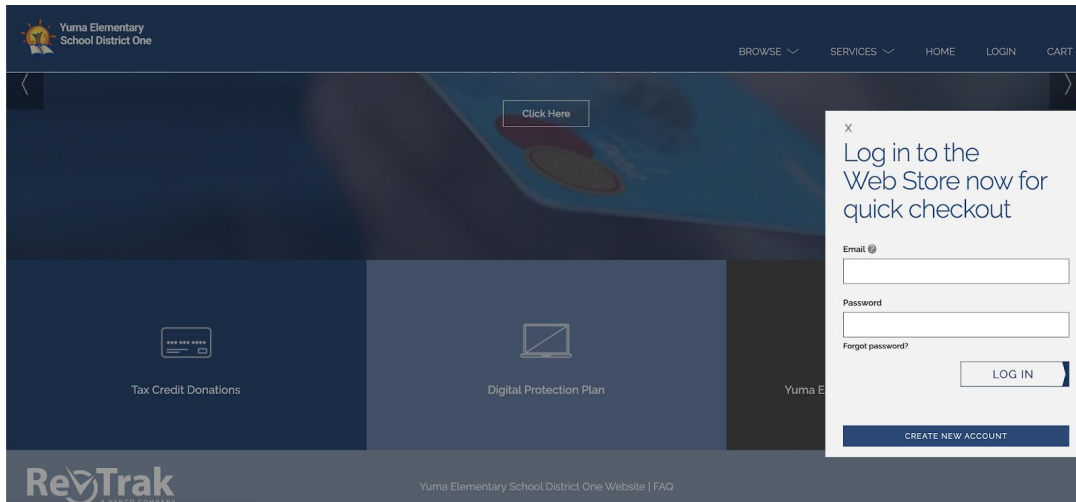 Yuma Elementary
School District One
BROWSE SERVICES HOME LOGIN CART
Click Here
X
Log in to the
Web Store now for
quick checkout
Email ?
Password
Forgot password?
LOG IN
CREATE NEW ACCOUNT
Tax Credit Donations
Digital Protection Plan
Yuma E
RevTrak
A VANCO COMPANY
Yuma Elementary School District One Website | FAQ